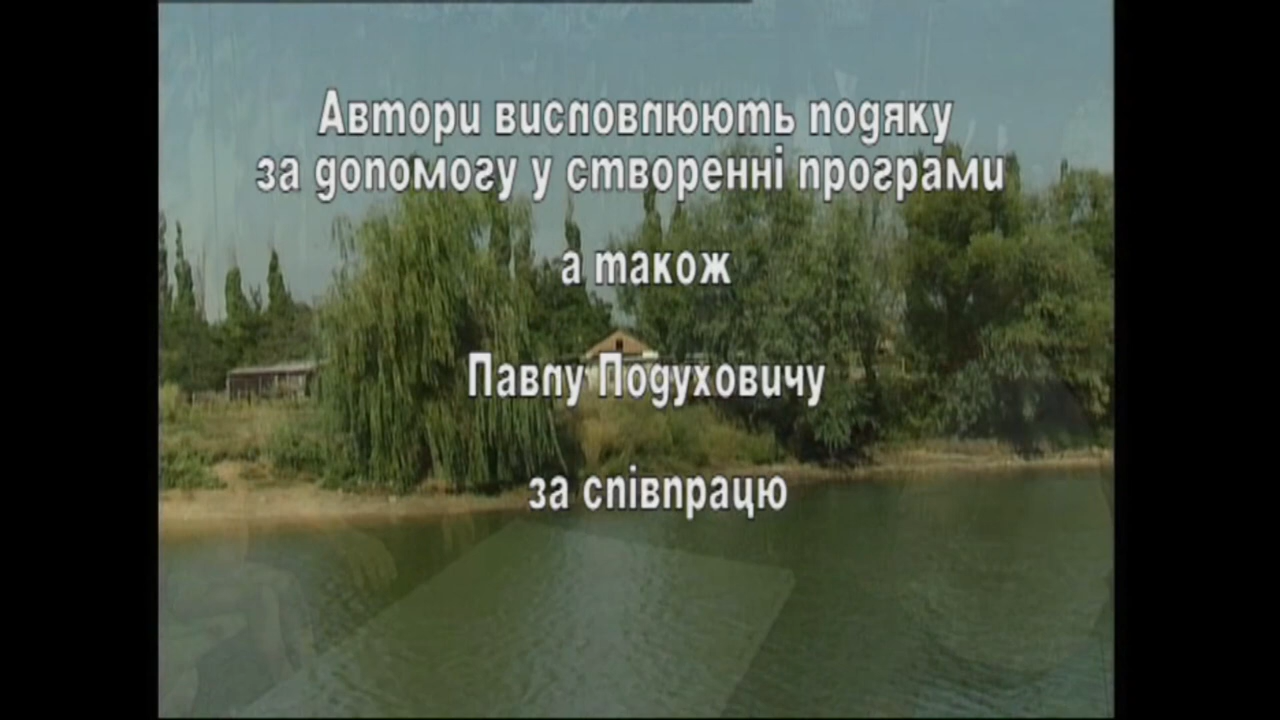 Автори висловлюють подяку
за допомогу у створенні програми
а також
Павлу Подуховичу
за співпрацю